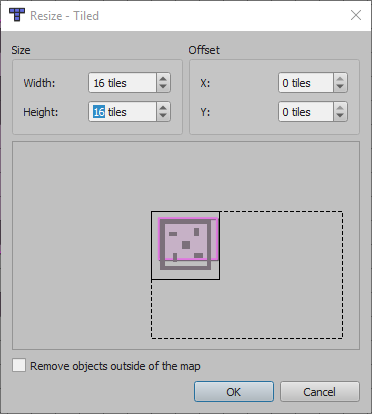 Resize - Tiled
Size
Offset
Width: 16 tiles
X: 0 tiles
Height: 16 tiles
Y: 0 tiles
Remove objects outside of the map
OK
Cancel